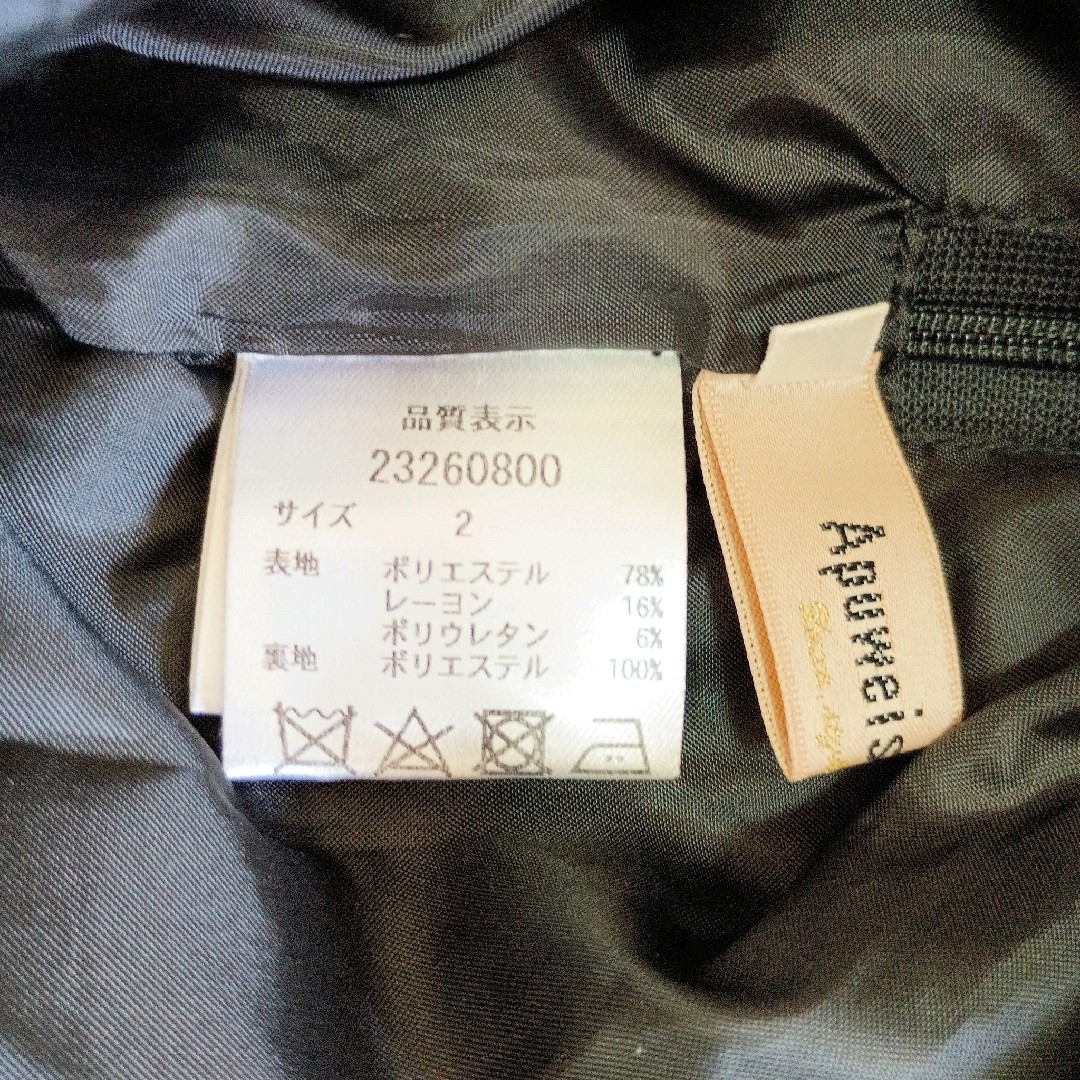 品質表示
23260800
サイズ 2
表地 ポリエステル 78%
レーヨン 16%
ポリウレタン 6%
裏地 ポリエステル 100%
Apuweis